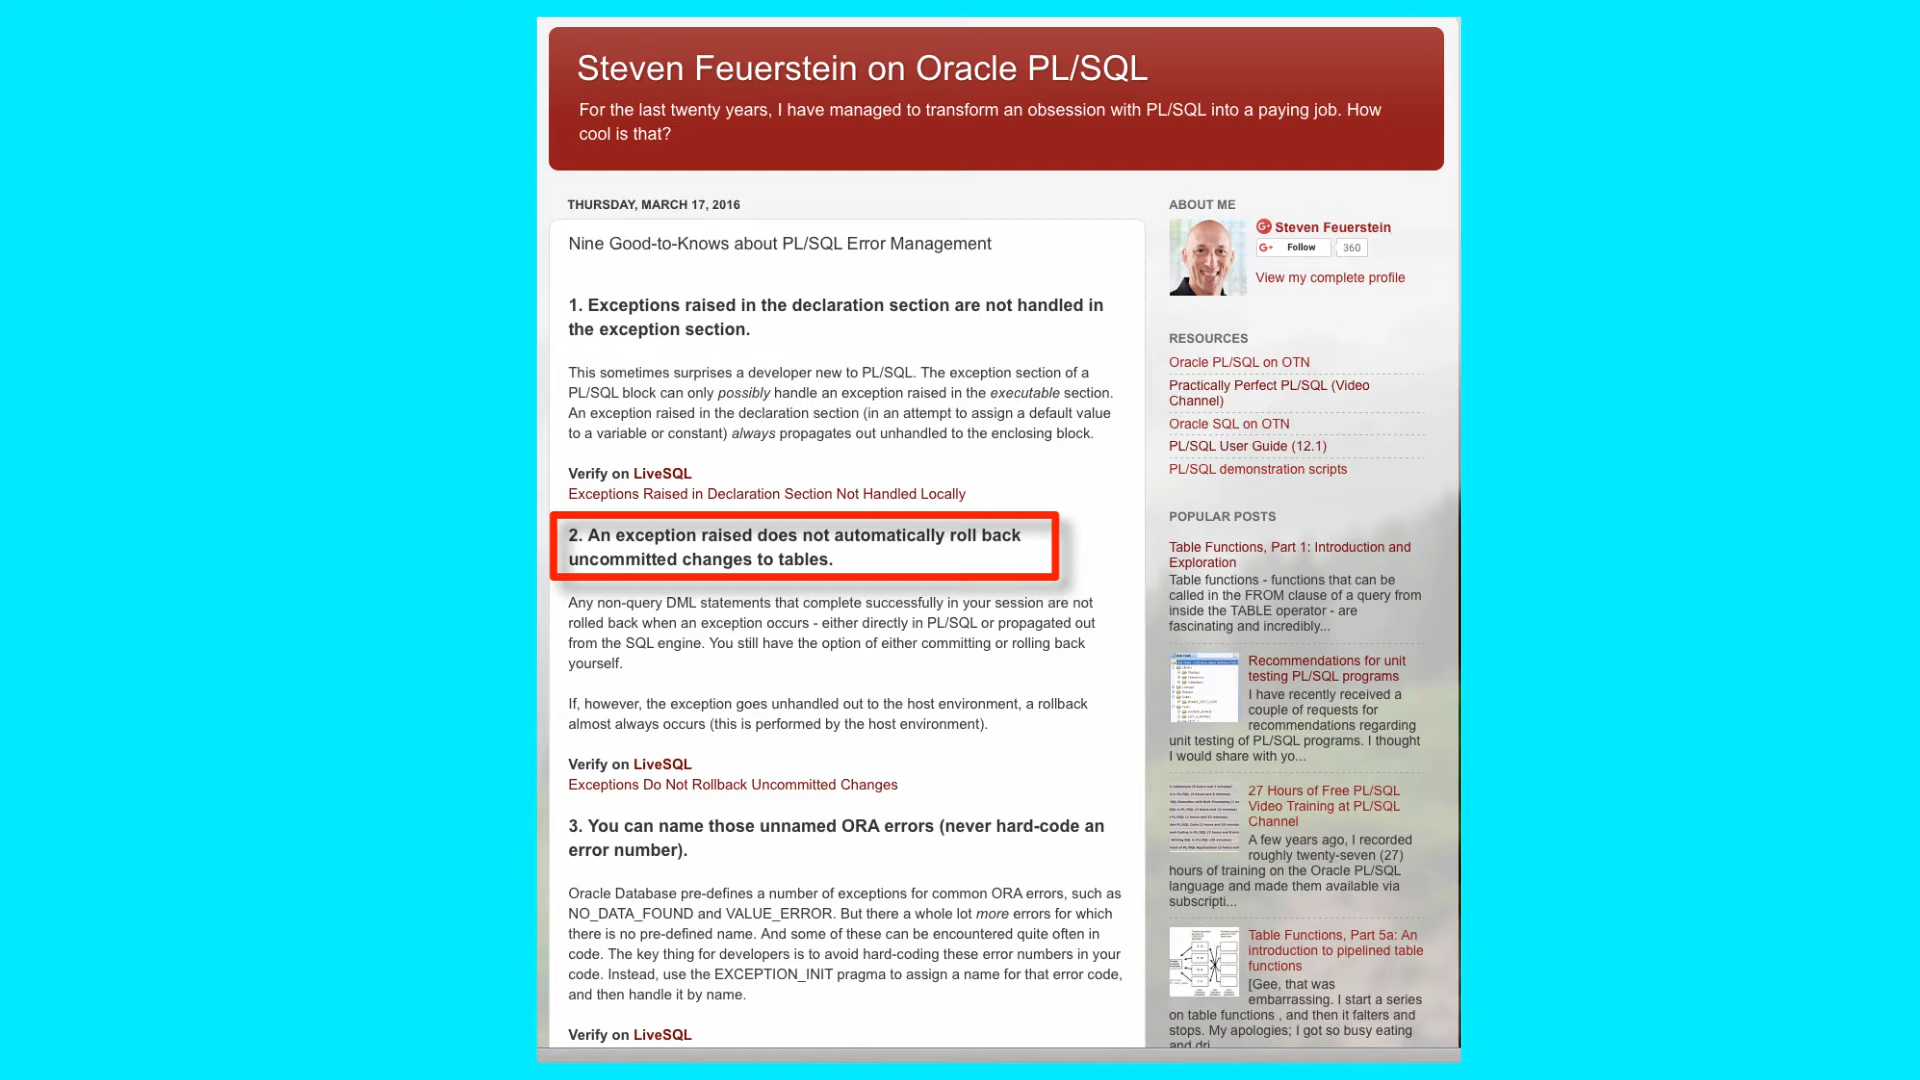 Steven Feuerstein on Oracle PL/SQL
For the last twenty years, I have managed to transform an obsession with PL/SQL into a paying job. How
cool is that?
THURSDAY, MARCH 17, 2016
Nine Good-to-Knows about PL/SQL Error Management
1. Exceptions raised in the declaration section are not handled in
the exception section.
This sometimes surprises a developer new to PL/SQL. The exception section of a
PL/SQL block can only possibly handle an exception raised in the executable section.
An exception raised in the declaration section (in an attempt to assign a default value
to a variable or constant) always propagates out unhandled to the enclosing block.
Verify on LiveSQL
Exceptions Raised in Declaration Section Not Handled Locally
2. An exception raised does not automatically roll back
uncommitted changes to tables.
Any non-query DML statements that complete successfully in your session are not
rolled back when an exception occurs - either directly in PL/SQL or propagated out
from the SQL engine. You still have the option of either committing or rolling back
yourself.
If, however, the exception goes unhandled out to the host environment, a rollback
almost always occurs (this is performed by the host environment).
Verify on LiveSQL
Exceptions Do Not Rollback Uncommitted Changes
3. You can name those unnamed ORA errors (never hard-code an
error number).
Oracle Database pre-defines a number of exceptions for common ORA errors, such as
NO_DATA_FOUND and VALUE_ERROR. But there a whole lot more errors for which
there is no pre-defined name. And some of these can be encountered quite often in
code. The key thing for developers is to avoid hard-coding these error numbers in your
code. Instead, use the EXCEPTION_INIT pragma to assign a name for that error code,
and then handle it by name.
Verify on LiveSQL
ABOUT ME
Steven Feuerstein
G+ Follow 360
View my complete profile
RESOURCES
Oracle PL/SQL on OTN
Practically Perfect PL/SQL (Video
Channel)
Oracle SQL on OTN
PL/SQL User Guide (12.1)
PL/SQL demonstration scripts
POPULAR POSTS
Table Functions, Part 1: Introduction and
Exploration
Table functions - functions that can be
called in the FROM clause of a query from
inside the TABLE operator - are
fascinating and incredibly...
Recommendations for unit
testing PL/SQL programs
I have recently received a
couple of requests for
recommendations regarding
unit testing of PL/SQL programs. I thought
I would share with yo...
27 Hours of Free PL/SQL
Video Training at PL/SQL
Channel
A few years ago, I recorded
roughly twenty-seven (27)
hours of training on the Oracle PL/SQL
language and made them available via
subscripti...
Table Functions, Part 5a: An
introduction to pipelined table
functions
[Gee, that was
embarrassing. I start a series
on table functions , and then it falters and
stops. My apologies; I got so busy eating
and dri